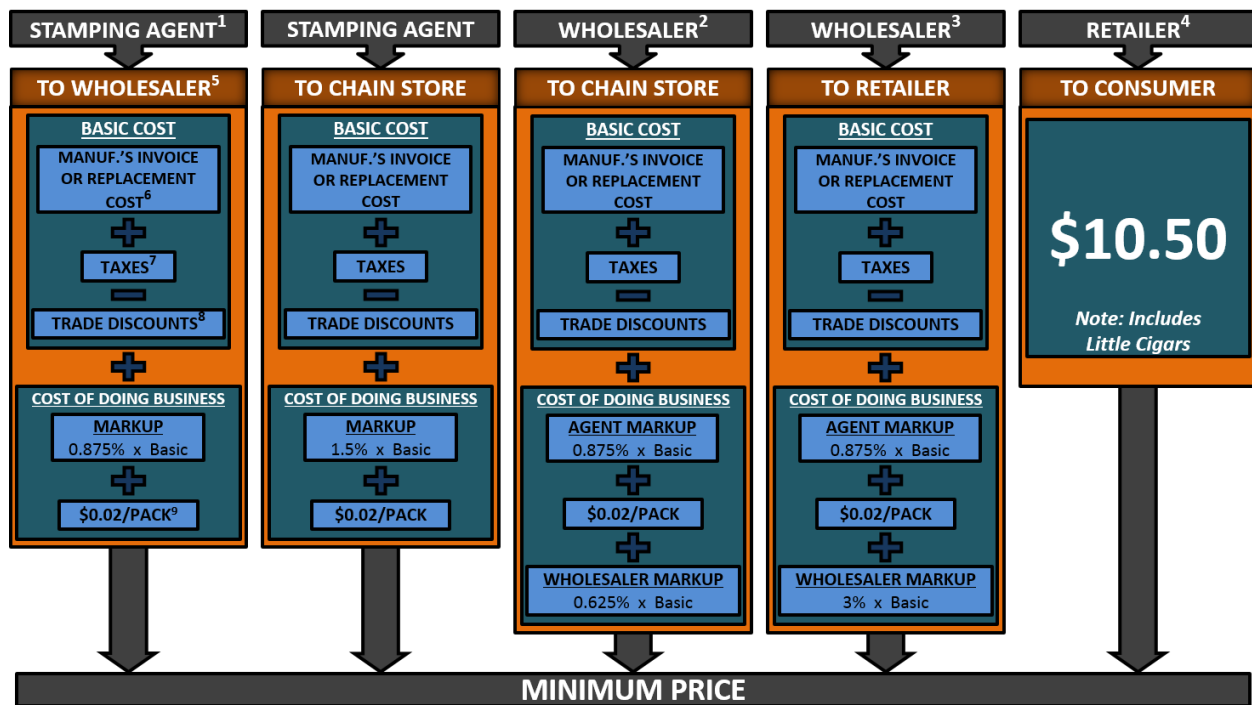 STAMPING AGENT¹
TO WHOLESALER⁵
BASIC COST
MANUF.'S INVOICE
OR REPLACEMENT
COST⁶
+
TAXES⁷
−
TRADE DISCOUNTS⁸
+
COST OF DOING BUSINESS
MARKUP
0.875% x Basic
+
$0.02/PACK⁹
STAMPING AGENT
TO CHAIN STORE
BASIC COST
MANUF.'S INVOICE
OR REPLACEMENT
COST
+
TAXES
−
TRADE DISCOUNTS
+
COST OF DOING BUSINESS
MARKUP
1.5% x Basic
+
$0.02/PACK
WHOLESALER²
TO CHAIN STORE
BASIC COST
MANUF.'S INVOICE
OR REPLACEMENT
COST
+
TAXES
−
TRADE DISCOUNTS
+
COST OF DOING BUSINESS
AGENT MARKUP
0.875% x Basic
+
$0.02/PACK
+
WHOLESALER MARKUP
0.625% x Basic
WHOLESALER³
TO RETAILER
BASIC COST
MANUF.'S INVOICE
OR REPLACEMENT
COST
+
TAXES
−
TRADE DISCOUNTS
+
COST OF DOING BUSINESS
AGENT MARKUP
0.875% x Basic
+
$0.02/PACK
+
WHOLESALER MARKUP
3% x Basic
RETAILER⁴
TO CONSUMER
$10.50
Note: Includes
Little Cigars
MINIMUM PRICE